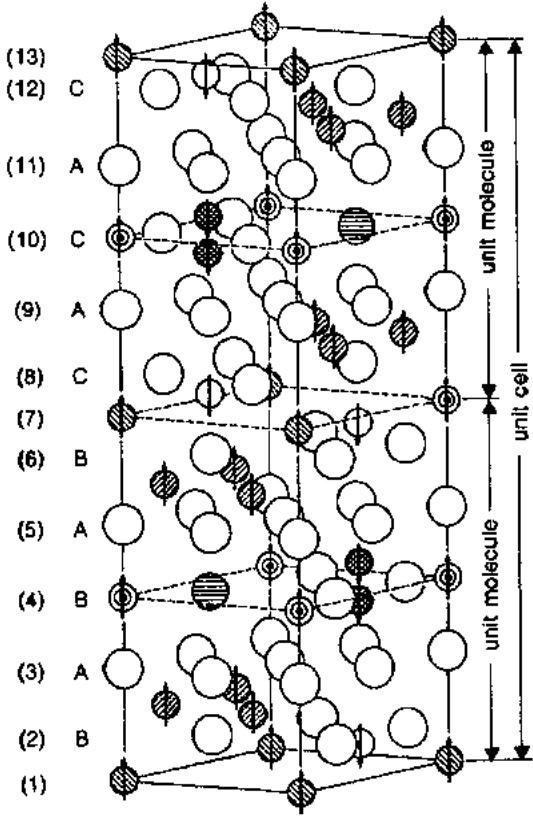 (13)
(12) C
(11) A
(10) C
(9) A
(8) C
(7)
(6) B
(5) A
(4) B
(3) A
(2) B
(1)
unit molecule
unit molecule
unit cell